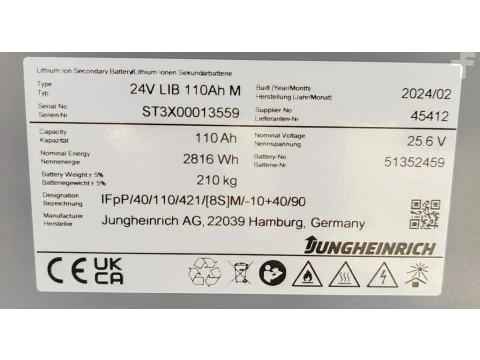 Lithium Ion Secondary Battery/Lithium Ionen Sekundärbatterie
Type
Typ
24V LIB 110Ah M
Built (Year/Month)
Herstellung (Jahr/Monat)
2024/02
Serial No
Serien-Nr
ST3X00013559
Supplier No
Lieferanten-Nr
45412
Capacity
Kapazität
110 Ah
Nominal Voltage
Nennspannung
25.6 V
Nominal Energy
Nennenergie
2816 Wh
Battery-No
Batterie-Nr
51352459
Battery Weight ± 5%
Batteriegewicht ± 5%
210 kg
Designation
Bezeichnung
IFpP/40/110/421/[8S]M/-10+40/90
Manufacturer
Hersteller
Jungheinrich AG, 22039 Hamburg, Germany
JUNGHEINRICH
CE UK
CA